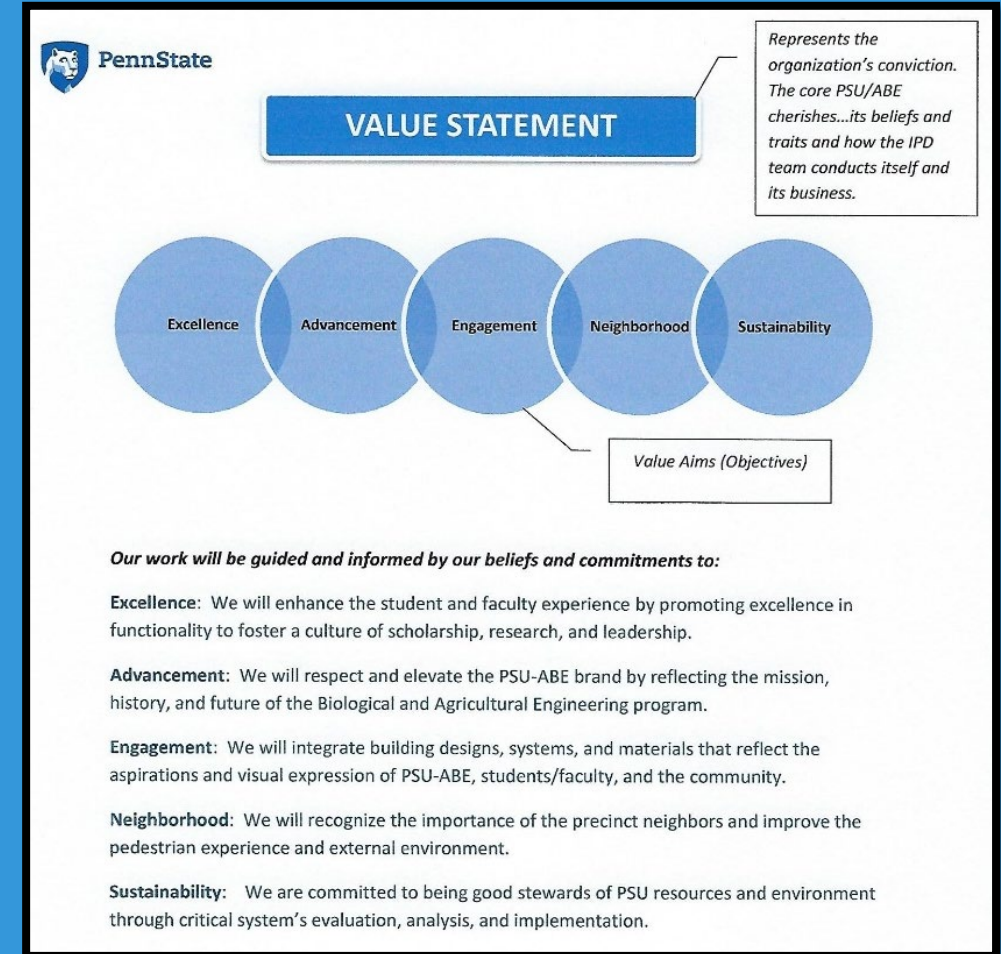 PennState
Represents the
organization's conviction.
The core PSU/ABE
cherishes...its beliefs and
traits and how the IPD
team conducts itself and
its business.
VALUE STATEMENT
Excellence
Advancement
Engagement
Neighborhood
Sustainability
Value Aims (Objectives)
Our work will be guided and informed by our beliefs and commitments to:
Excellence: We will enhance the student and faculty experience by promoting excellence in
functionality to foster a culture of scholarship, research, and leadership.
Advancement: We will respect and elevate the PSU-ABE brand by reflecting the mission,
history, and future of the Biological and Agricultural Engineering program.
Engagement: We will integrate building designs, systems, and materials that reflect the
aspirations and visual expression of PSU-ABE, students/faculty, and the community.
Neighborhood: We will recognize the importance of the precinct neighbors and improve the
pedestrian experience and external environment.
Sustainability: We are committed to being good stewards of PSU resources and environment
through critical system's evaluation, analysis, and implementation.